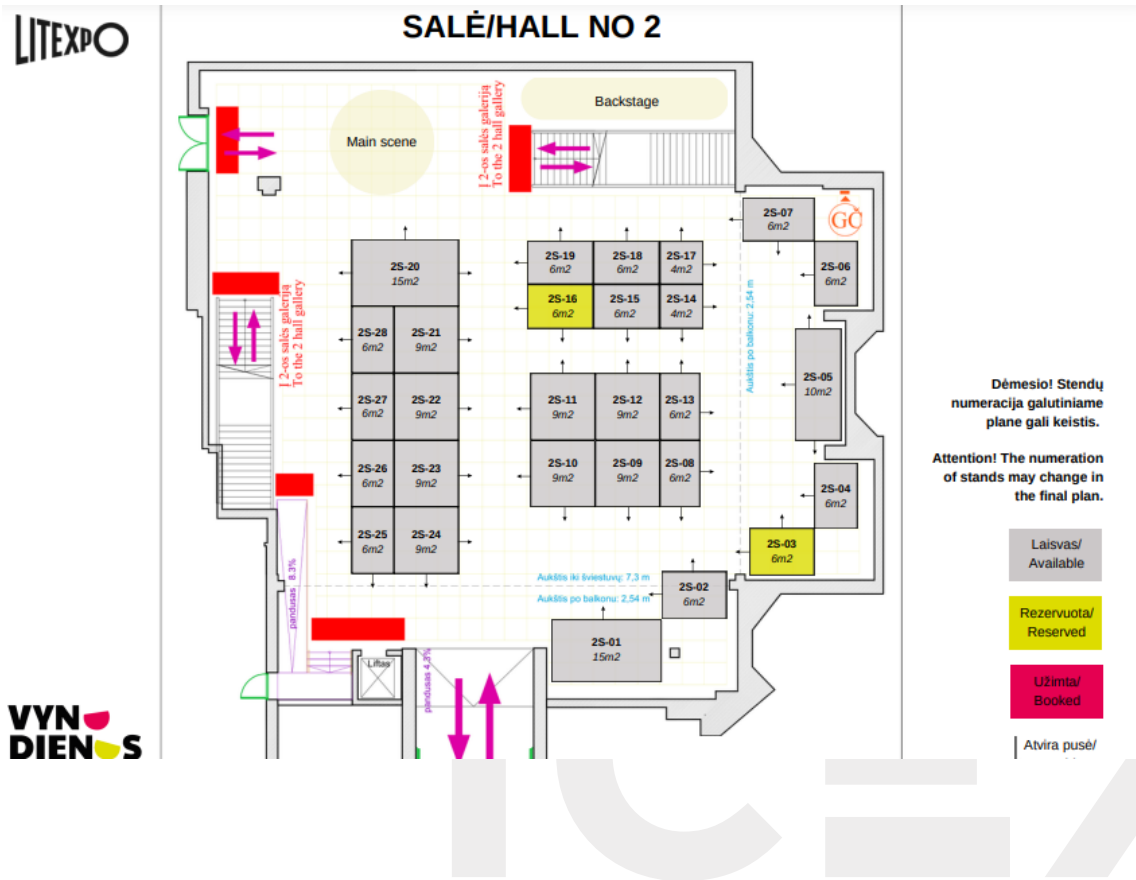 LITEXPO
SALĖ/HALL NO 2
Main scene
Backstage
Į 2-os salės galeriją
To the 2 hall gallery
GČ
2S-07
6m2
2S-06
6m2
2S-20
15m2
2S-19
6m2
2S-18
6m2
2S-17
4m2
2S-16
6m2
2S-15
6m2
2S-14
4m2
Į 2-os salės galeriją
To the 2 hall gallery
Aukštis po balkonu: 2,54 m
2S-28
6m2
2S-21
9m2
2S-05
10m2
2S-27
6m2
2S-22
9m2
2S-11
9m2
2S-12
9m2
2S-13
6m2
2S-26
6m2
2S-23
9m2
2S-10
9m2
2S-09
9m2
2S-08
6m2
2S-04
6m2
2S-25
6m2
2S-24
9m2
2S-03
6m2
Aukštis iki šviestuvų: 7,3 m
Aukštis po balkonu: 2,54 m
2S-02
6m2
2S-01
15m2
pandusas 8.3%
Liftas
pandusas 4.3%
Dėmesio! Stendų
numeracija galutiniame
plane gali keistis.
Attention! The numeration
of stands may change in
the final plan.
Laisvas/
Available
Rezervuota/
Reserved
Užimta/
Booked
Atvira pusė/
VYN
DIENOS